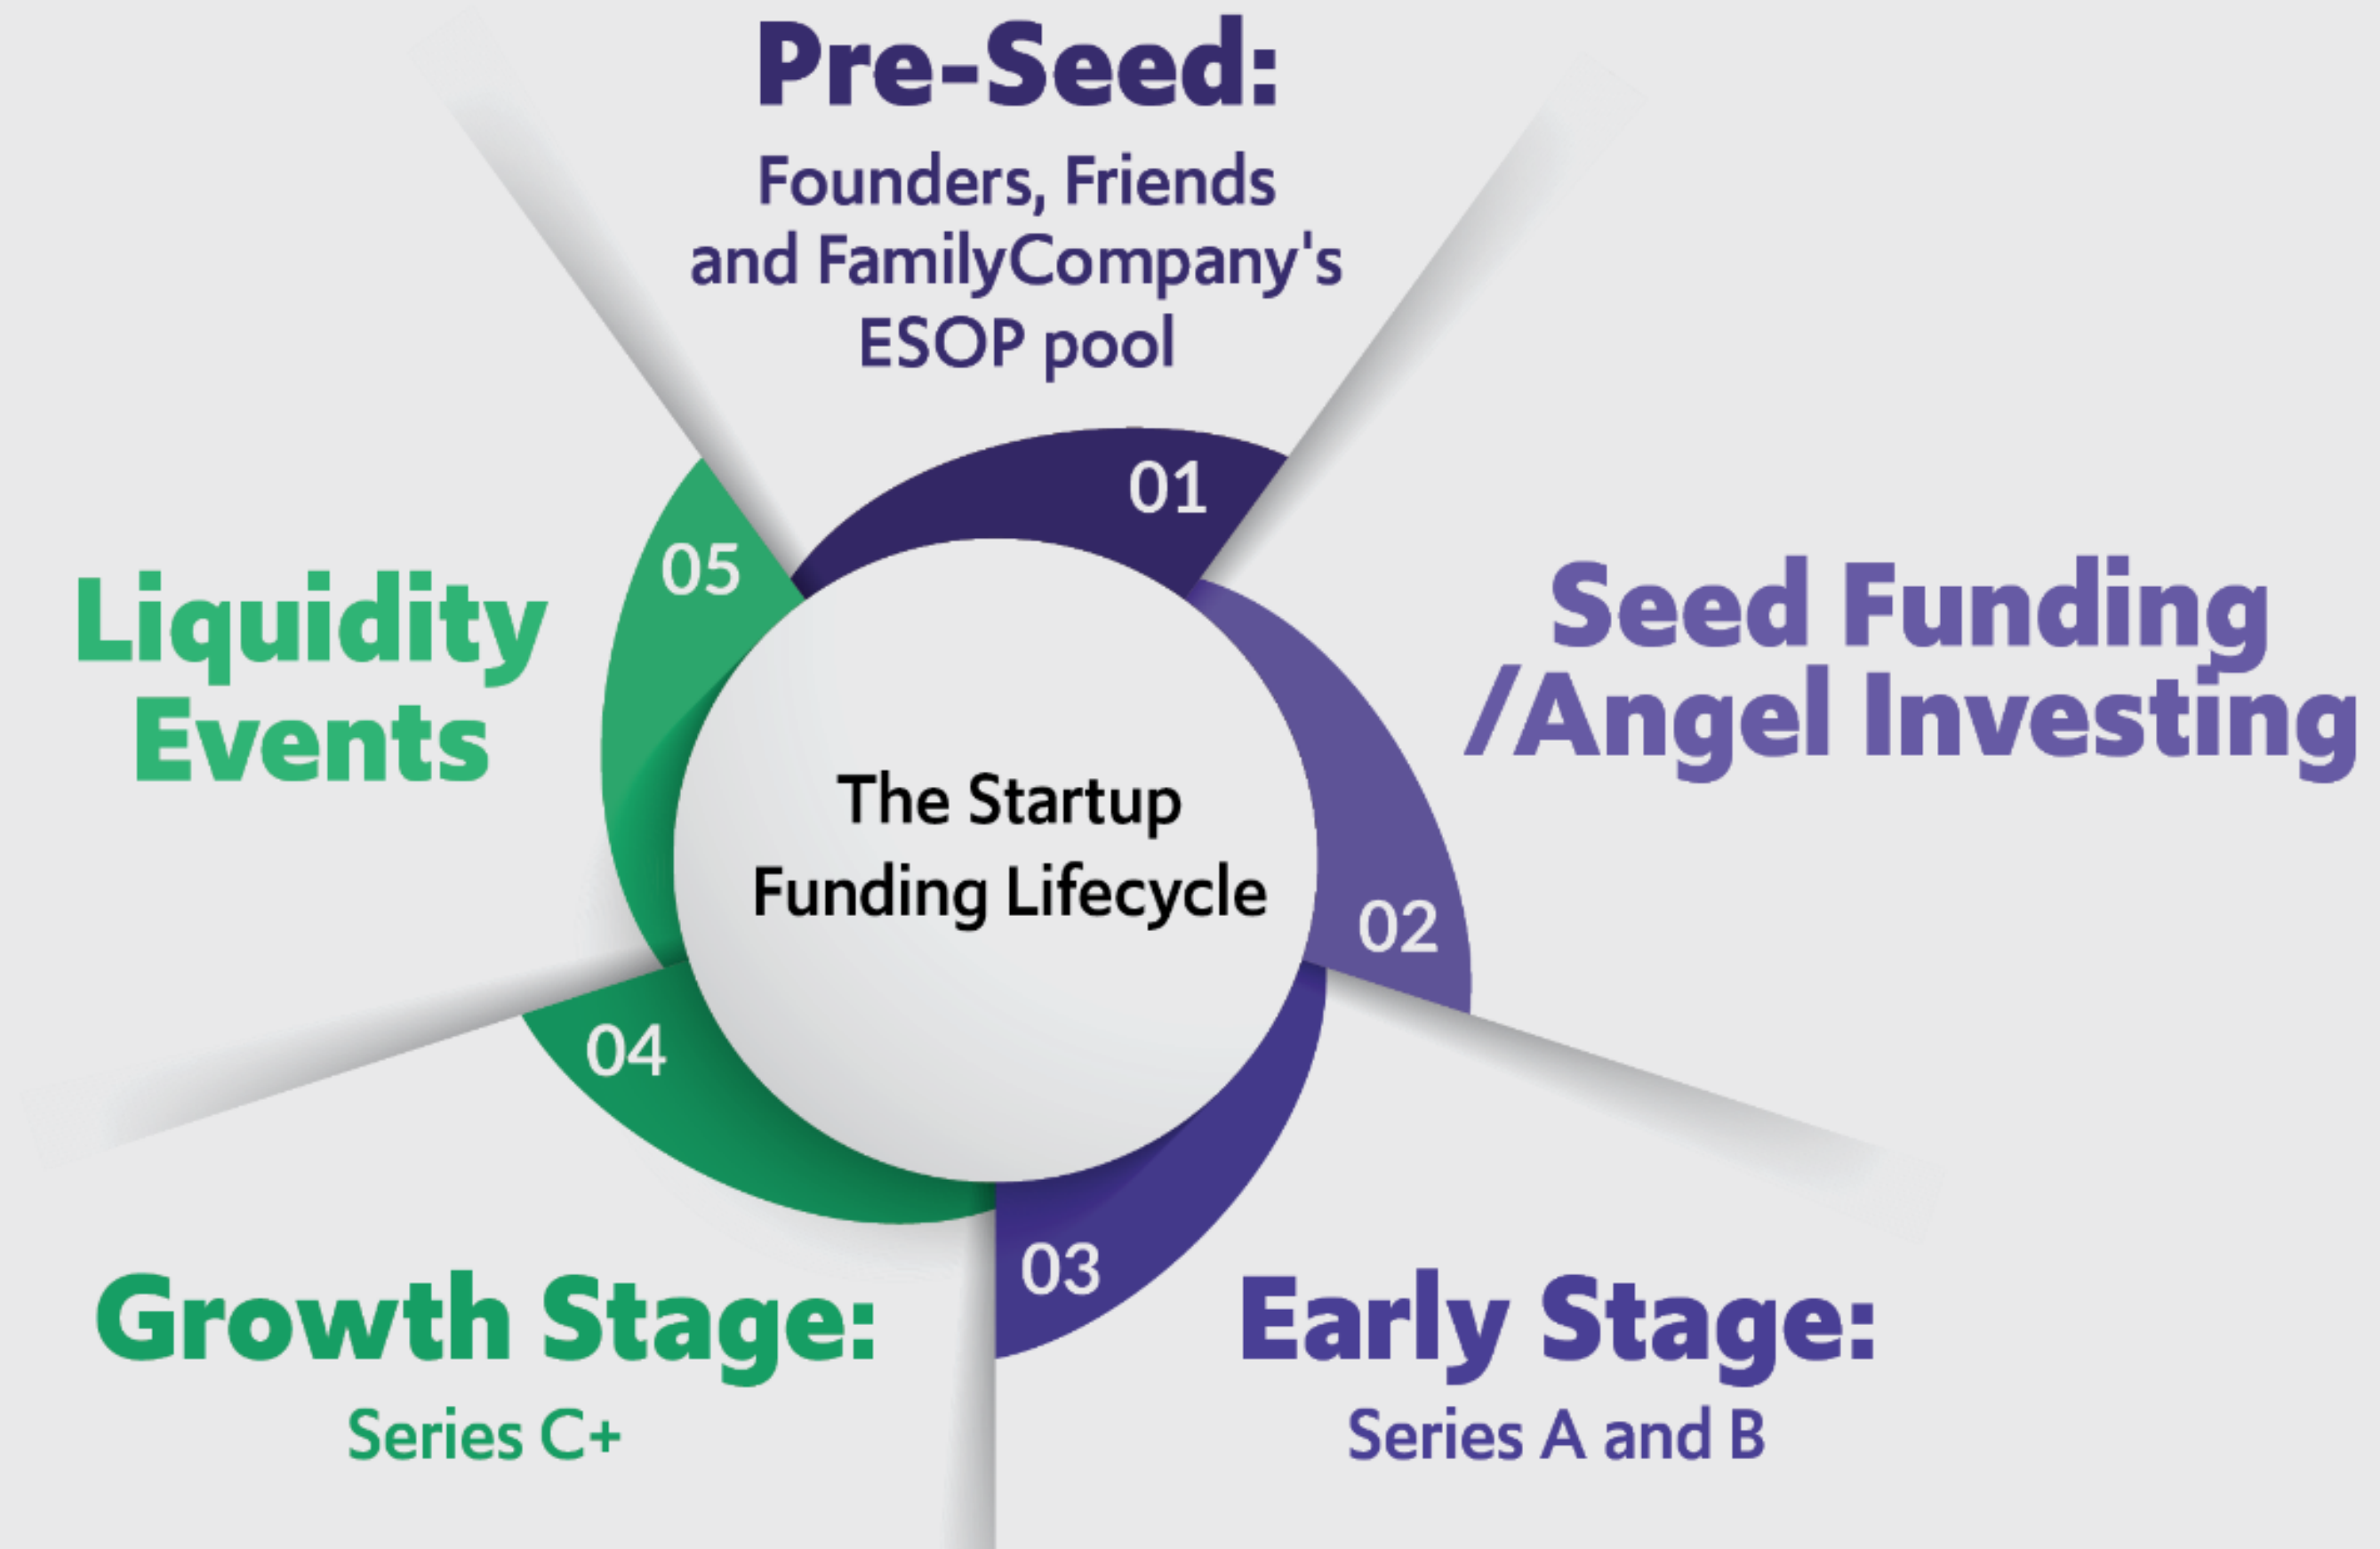 Pre-Seed:
Founders, Friends
and FamilyCompany's
ESOP pool
01
Seed Funding
/Angel Investing
02
Early Stage:
Series A and B
03
Growth Stage:
Series C+
04
Liquidity
Events
05
The Startup
Funding Lifecycle